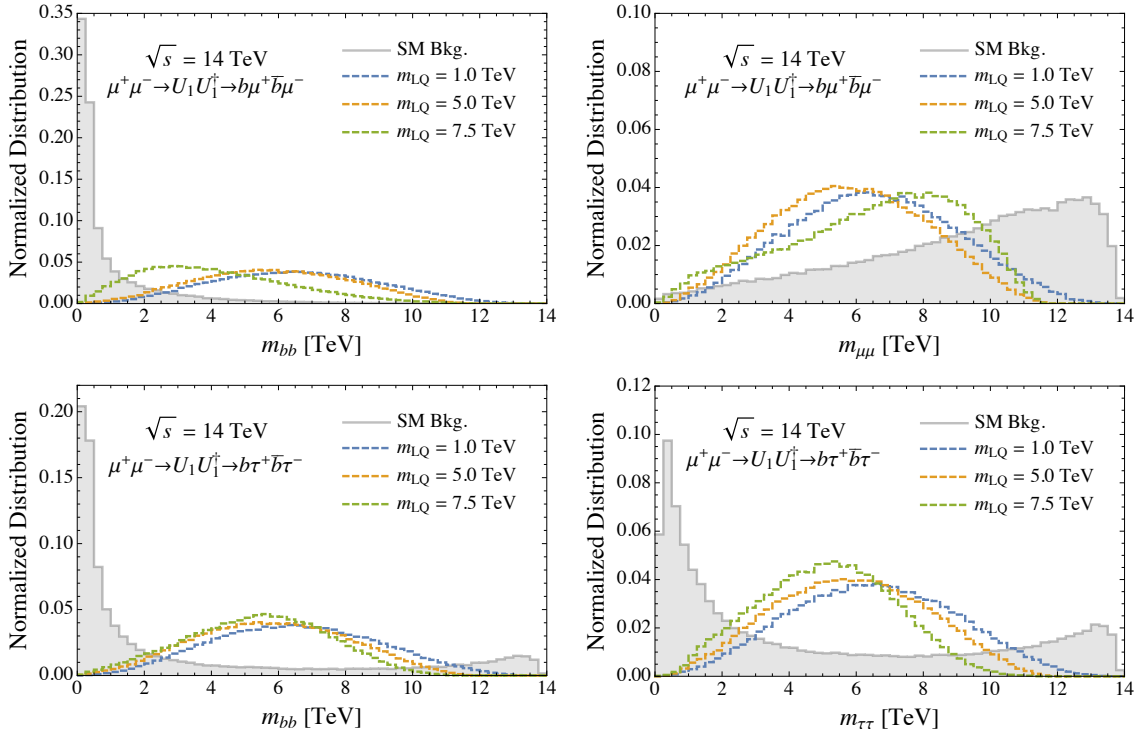 Normalized Distribution
0.35
0.30
0.25
0.20
0.15
0.10
0.05
0.00
√s = 14 TeV
μ⁺μ⁻→U₁U₁†→bμ⁺b̅μ⁻
SM Bkg.
m_LQ = 1.0 TeV
m_LQ = 5.0 TeV
m_LQ = 7.5 TeV
0 2 4 6 8 10 12 14
m_bb [TeV]
Normalized Distribution
0.10
0.08
0.06
0.04
0.02
0.00
√s = 14 TeV
μ⁺μ⁻→U₁U₁†→bμ⁺b̅μ⁻
SM Bkg.
m_LQ = 1.0 TeV
m_LQ = 5.0 TeV
m_LQ = 7.5 TeV
0 2 4 6 8 10 12 14
m_μμ [TeV]
Normalized Distribution
0.20
0.15
0.10
0.05
0.00
√s = 14 TeV
μ⁺μ⁻→U₁U₁†→bτ⁺b̅τ⁻
SM Bkg.
m_LQ = 1.0 TeV
m_LQ = 5.0 TeV
m_LQ = 7.5 TeV
0 2 4 6 8 10 12 14
m_bb [TeV]
Normalized Distribution
0.12
0.10
0.08
0.06
0.04
0.02
0.00
√s = 14 TeV
μ⁺μ⁻→U₁U₁†→bτ⁺b̅τ⁻
SM Bkg.
m_LQ = 1.0 TeV
m_LQ = 5.0 TeV
m_LQ = 7.5 TeV
0 2 4 6 8 10 12 14
m_ττ [TeV]